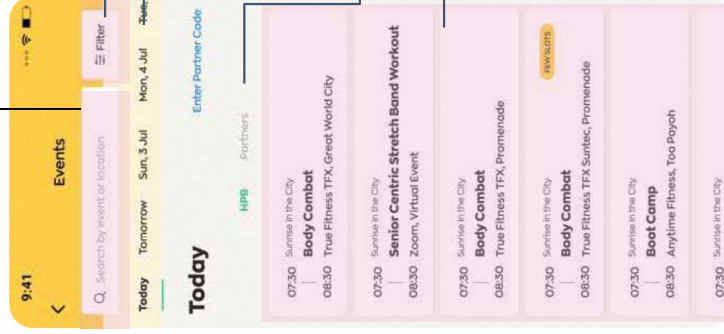 9:41
Events
Search by event or location
Filter
Today Tomorrow Sun, 3 Jul Mon, 4 Jul Tue,
Today
Enter Partner Code
HPB Partners
07:30 Sunrise in the City
Body Combat
08:30 True Fitness TFX, Great World City
07:30 Sunrise in the City
Senior Centric Stretch Band Workout
08:30 Zoom, Virtual Event
07:30 Sunrise in the City
Body Combat
08:30 True Fitness TFX, Promenade
FEW SLOTS
07:30 Sunrise in the City
Body Combat
08:30 True Fitness TFX Suntec, Promenade
07:30 Sunrise in the City
Boot Camp
08:30 Anytime Fitness, Toa Payoh
07:30 Sunrise in the City